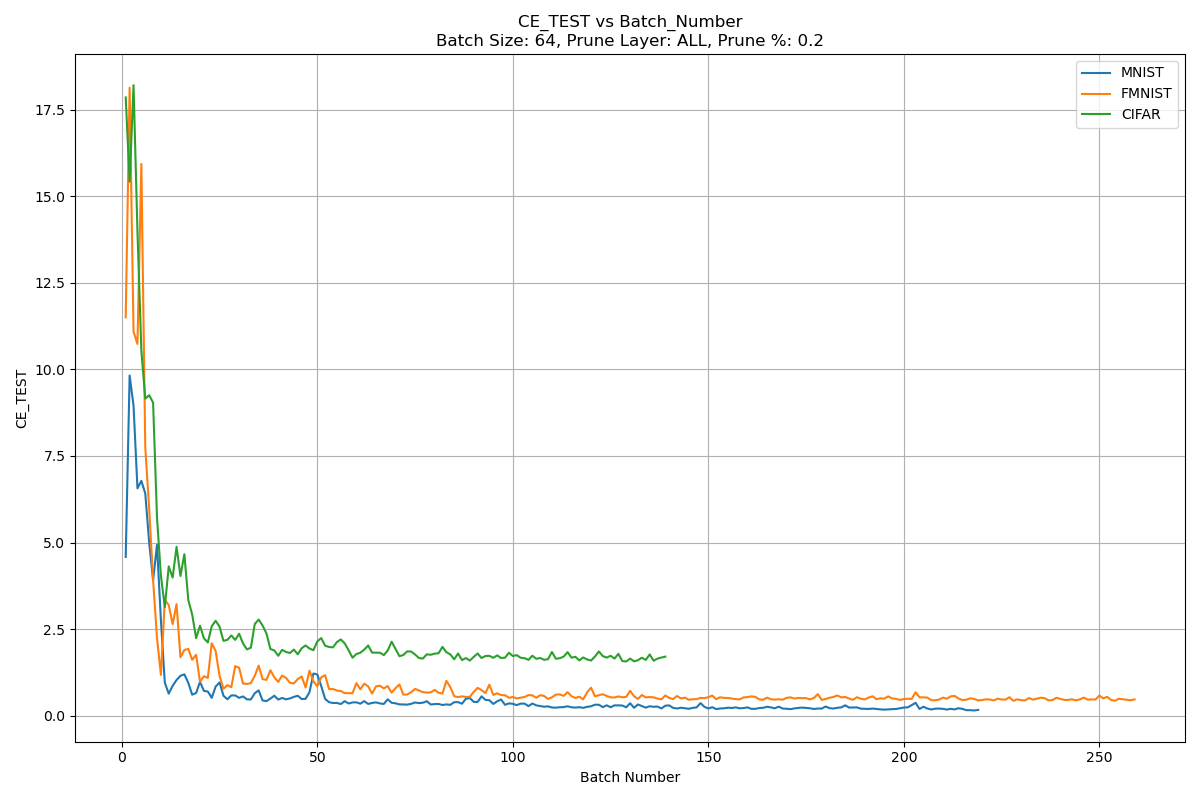 CE_TEST vs Batch_Number
Batch Size: 64, Prune Layer: ALL, Prune %: 0.2
MNIST
FMNIST
CIFAR
17.5
15.0
12.5
10.0
7.5
5.0
2.5
0.0
CE_TEST
0
50
100
150
200
250
Batch Number